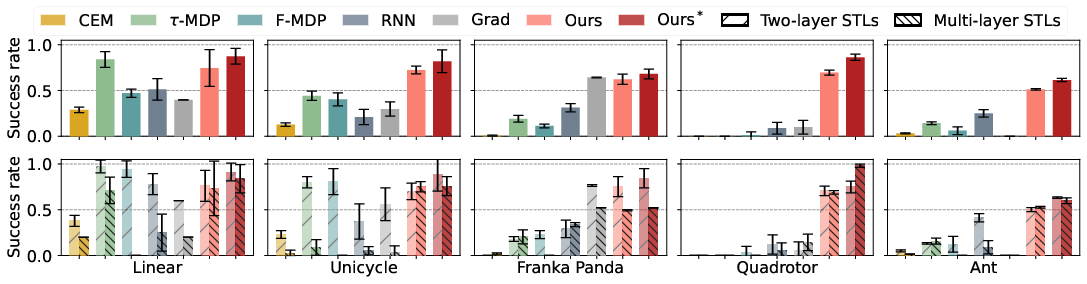 CEM τ-MDP F-MDP RNN Grad Ours Ours* Two-layer STLs Multi-layer STLs
Success rate
1.0
0.5
0.0
Success rate
1.0
0.5
0.0
Linear Unicycle Franka Panda Quadrotor Ant